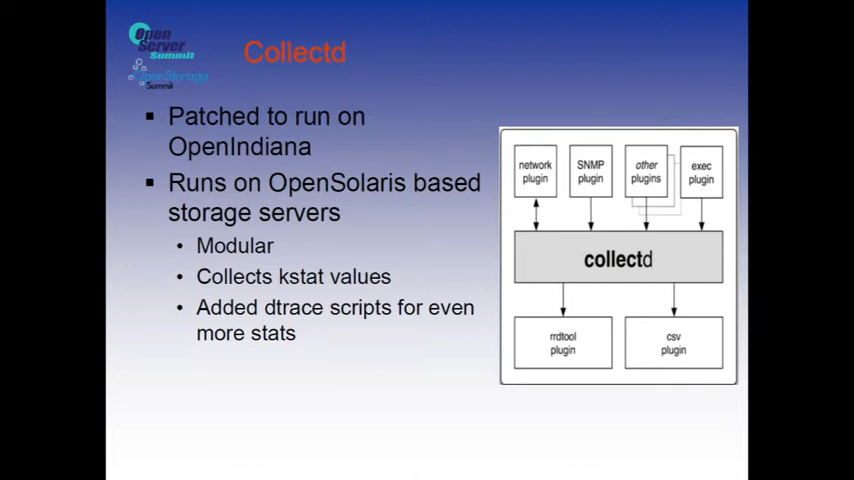 Open
Server
Summit
OpenStorage
Summit
Collectd
Patched to run on
OpenIndiana
Runs on OpenSolaris based
storage servers
Modular
Collects kstat values
Added dtrace scripts for even
more stats
network
plugin
SNMP
plugin
other
plugins
exec
plugin
collectd
rrdtool
plugin
csv
plugin